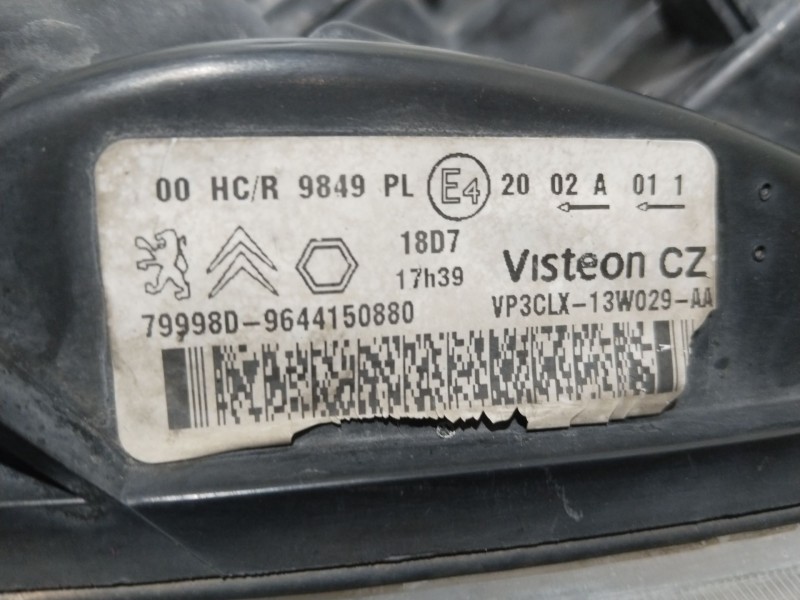 00 HC/R 9849 PL E4 20 02 A 01 1
18D7
17h39
Visteon CZ
79998D-9644150880
VP3CLX-13W029-AA
A